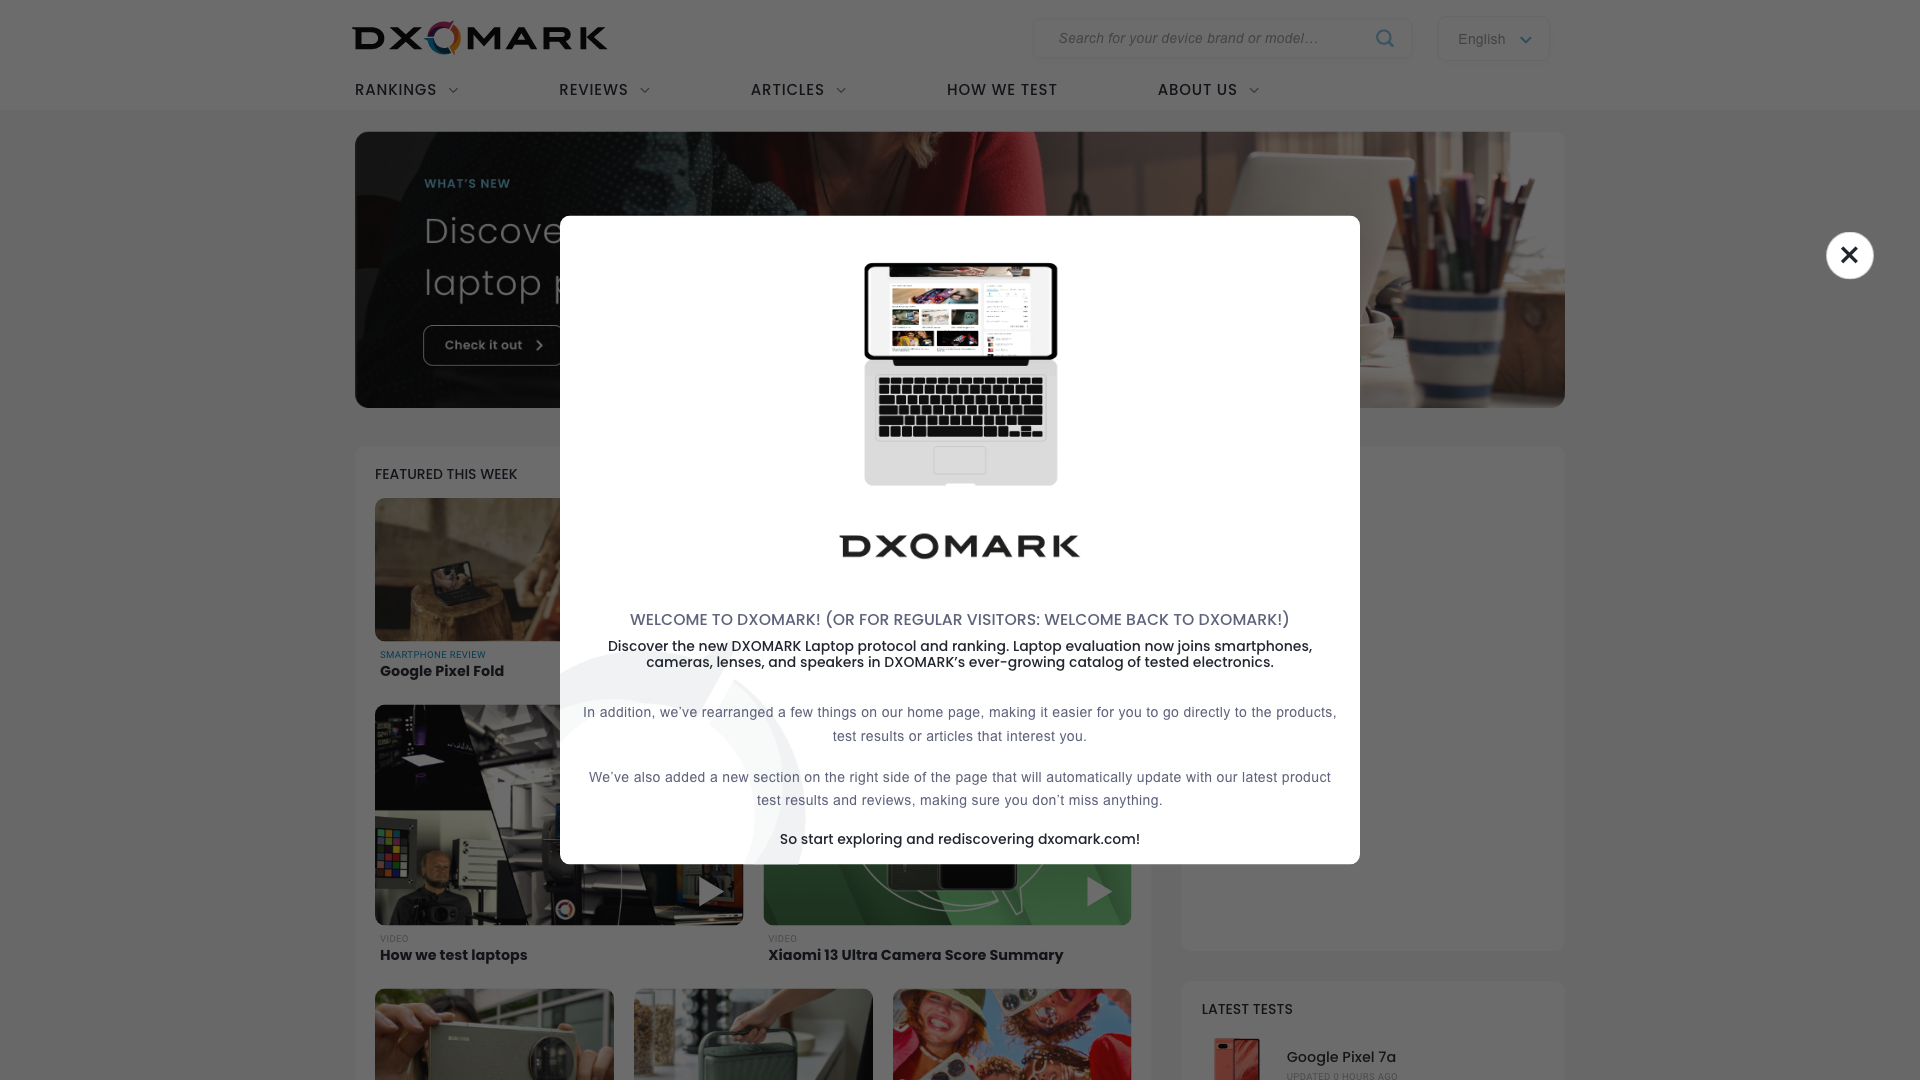 DXOMARK
Search for your device brand or model...
English
RANKINGS
REVIEWS
ARTICLES
HOW WE TEST
ABOUT US
WHAT'S NEW
Discove
laptop
Check it out
DXOMARK
WELCOME TO DXOMARK! (OR FOR REGULAR VISITORS: WELCOME BACK TO DXOMARK!)
Discover the new DXOMARK Laptop protocol and ranking. Laptop evaluation now joins smartphones,
cameras, lenses, and speakers in DXOMARK’s ever-growing catalog of tested electronics.
In addition, we’ve rearranged a few things on our home page, making it easier for you to go directly to the products,
test results or articles that interest you.
We’ve also added a new section on the right side of the page that will automatically update with our latest product
test results and reviews, making sure you don’t miss anything.
So start exploring and rediscovering dxomark.com!
FEATURED THIS WEEK
SMARTPHONE REVIEW
Google Pixel Fold
VIDEO
How we test laptops
VIDEO
Xiaomi 13 Ultra Camera Score Summary
LATEST TESTS
Google Pixel 7a
UPDATED 0 HOURS AGO